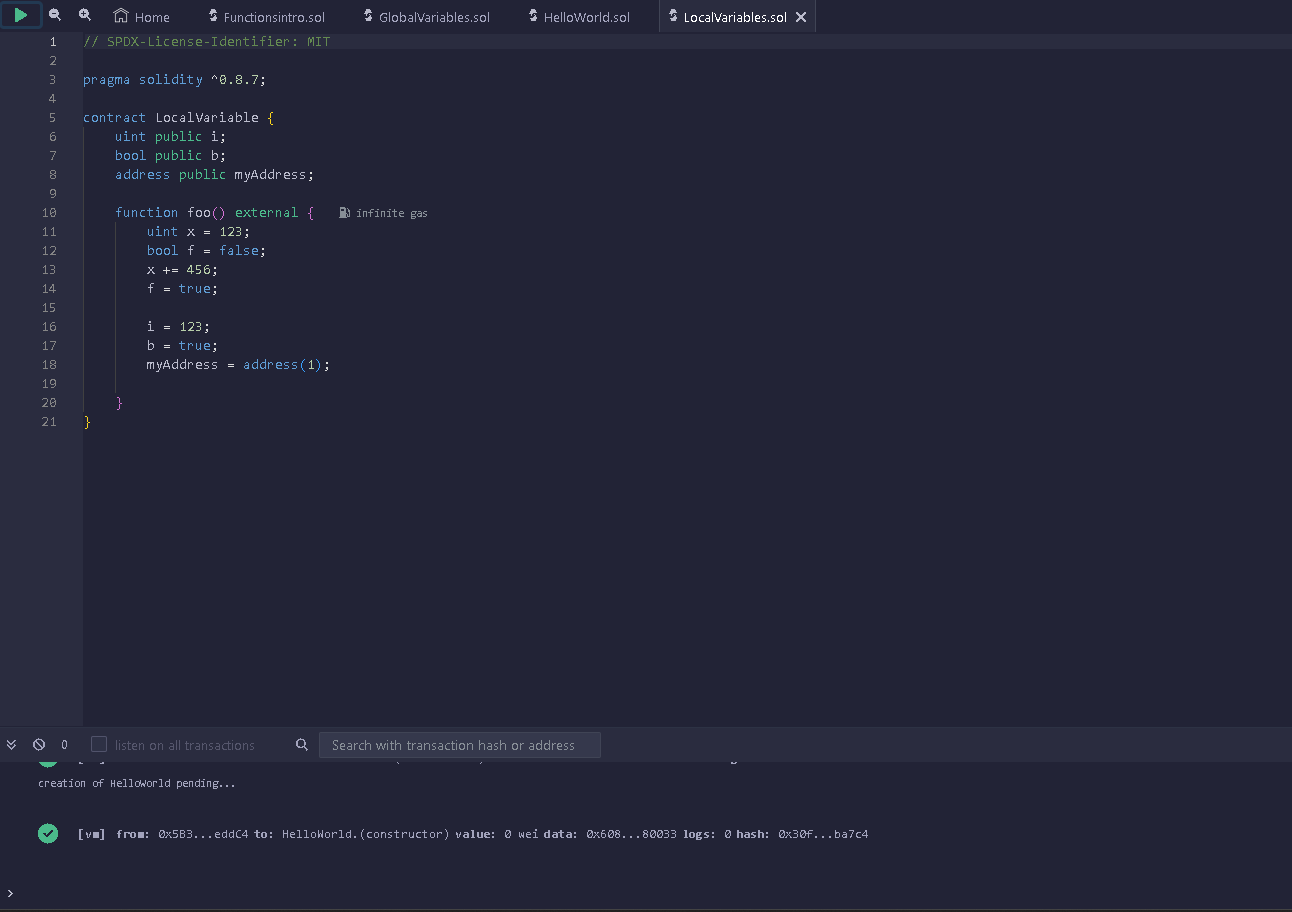 Home Functionsintro.sol GlobalVariables.sol HelloWorld.sol LocalVariables.sol
1 // SPDX-License-Identifier: MIT
2
3 pragma solidity ^0.8.7;
4
5 contract LocalVariable {
6 uint public i;
7 bool public b;
8 address public myAddress;
9
10 function foo() external { infinite gas
11 uint x = 123;
12 bool f = false;
13 x += 456;
14 f = true;
15
16 i = 123;
17 b = true;
18 myAddress = address(1);
19
20 }
21 }
0 listen on all transactions Search with transaction hash or address
creation of HelloWorld pending...
[vm] from: 0x5B3...eddC4 to: HelloWorld.(constructor) value: 0 wei data: 0x608...80033 logs: 0 hash: 0x30f...ba7c4
>